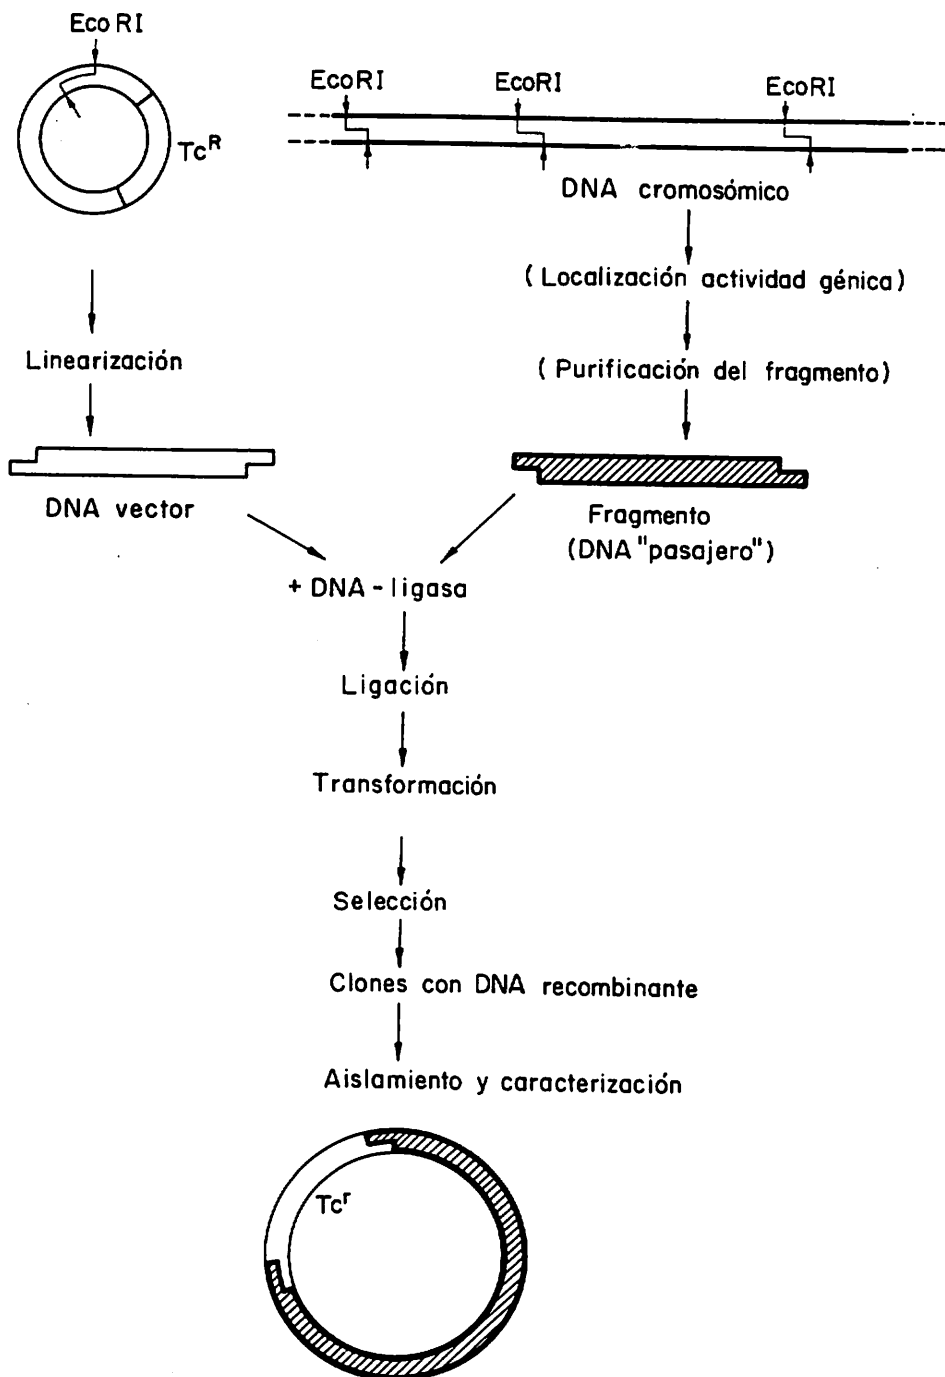 Eco RI
Tc^R
EcoRI EcoRI EcoRI
DNA cromosómico
(Localización actividad génica)
(Purificación del fragmento)
Linearización
DNA vector
Fragmento
(DNA "pasajero")
+ DNA-ligasa
Ligación
Transformación
Selección
Clones con DNA recombinante
Aislamiento y caracterización
Tc^r